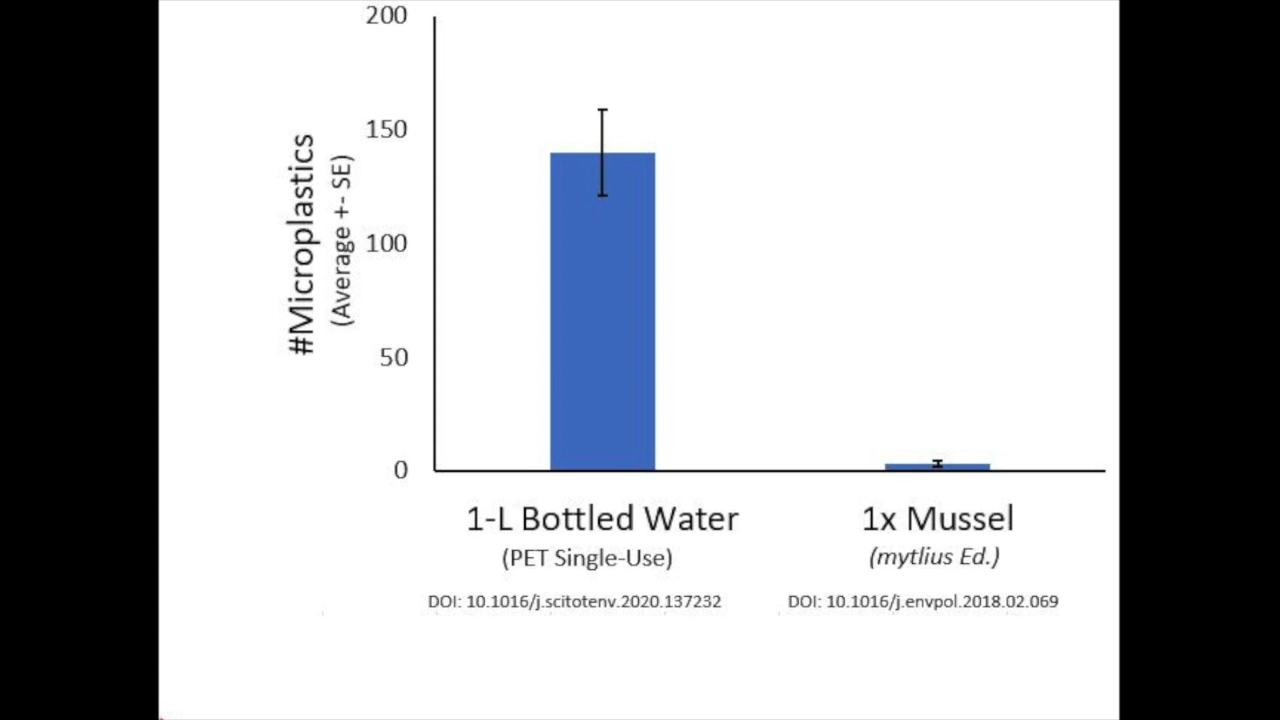 200
150
100
50
0
#Microplastics
(Average +- SE)
1-L Bottled Water
(PET Single-Use)
DOI: 10.1016/j.scitotenv.2020.137232
1x Mussel
(mytlius Ed.)
DOI: 10.1016/j.envpol.2018.02.069